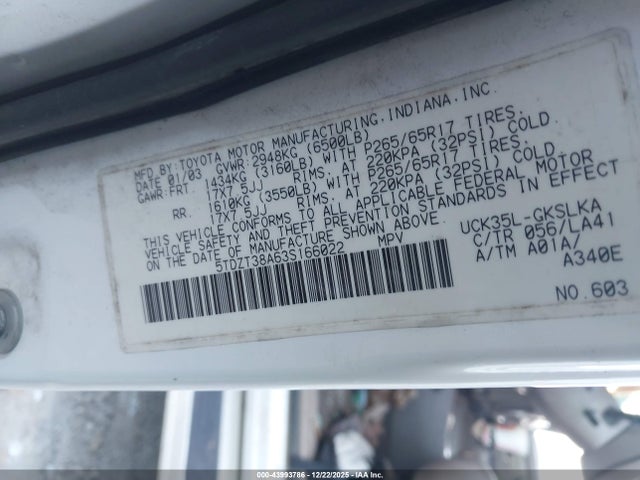 MFD.BY:TOYOTA MOTOR MANUFACTURING.INDIANA.INC.
DATE 01/03 GVWR:2948KG (6500LB)
GAWR:FRT. 1434KG (3160LB) WITH P265/65R17 TIRES.
17X7.5JJ RIMS. AT 220KPA (32PSI) COLD.
RR. 1610KG (3550LB) WITH P265/65R17 TIRES.
17X7.5JJ RIMS. AT 220KPA (32PSI) COLD.
THIS VEHICLE CONFORMS TO ALL APPLICABLE FEDERAL MOTOR
VEHICLE SAFETY AND THEFT PREVENTION STANDARDS IN EFFECT
ON THE DATE OF MANUFACTURE SHOWN ABOVE.
5TDZT38A63S166022 MPV
UCK35L-GKSLKA
C/TR 056/LA41
A/TM A01A/
A340E
NO.603
000-43993786 - 12/22/2025 - IAA Inc.